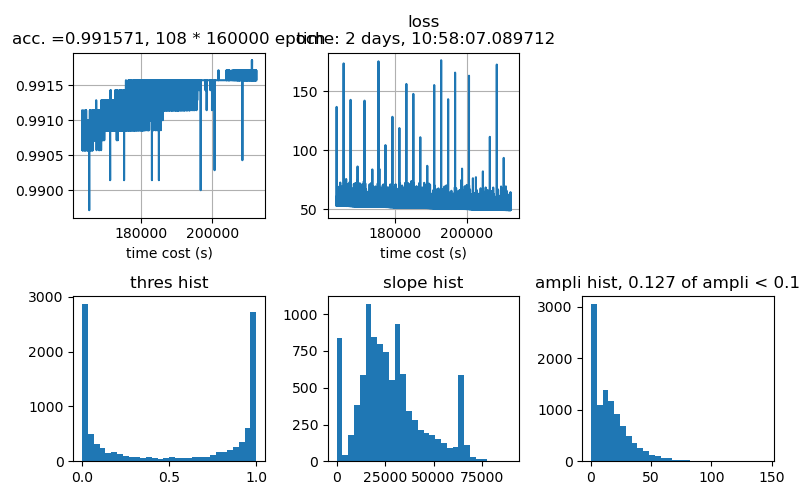 loss
acc. =0.991571, 108 * 160000 epoch
time: 2 days, 10:58:07.089712
0.9915
0.9910
0.9905
0.9900
180000 200000
time cost (s)
150
100
50
180000 200000
time cost (s)
thres hist
3000
2000
1000
0
0.0 0.5 1.0
slope hist
1000
750
500
250
0
0 25000 50000 75000
ampli hist, 0.127 of ampli < 0.1
3000
2000
1000
0
0 50 100 150